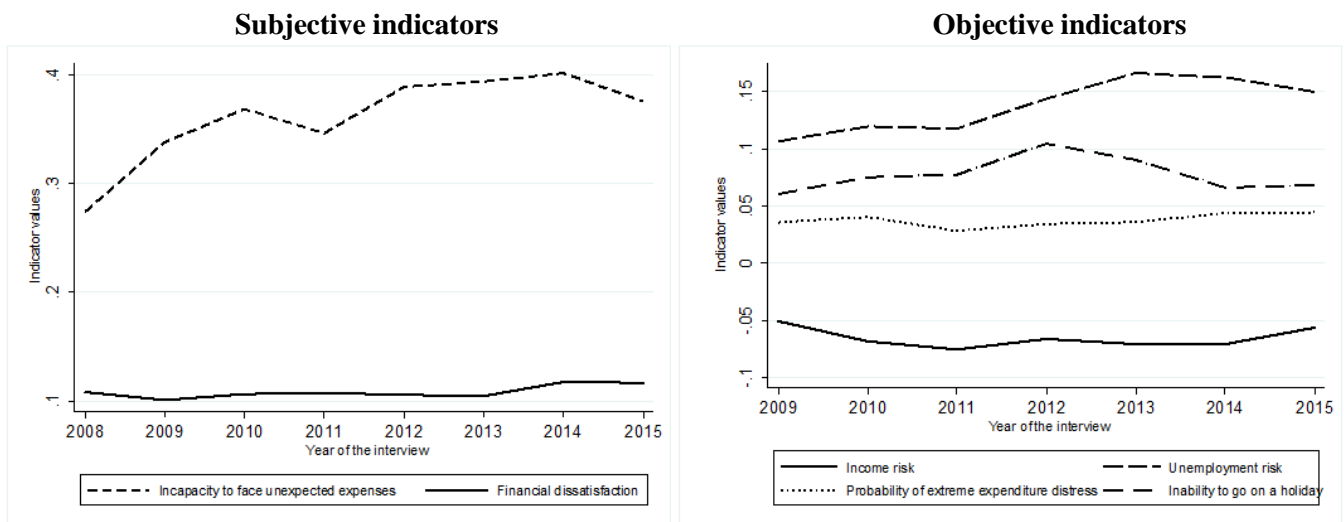 Subjective indicators
.4
.3
.2
.1
Indicator values
2008 2009 2010 2011 2012 2013 2014 2015
Year of the interview
Incapacity to face unexpected expenses Financial dissatisfaction
Objective indicators
.15
.1
.05
0
-.05
-.1
Indicator values
2009 2010 2011 2012 2013 2014 2015
Year of the interview
Income risk Unemployment risk
Probability of extreme expenditure distress Inability to go on a holiday